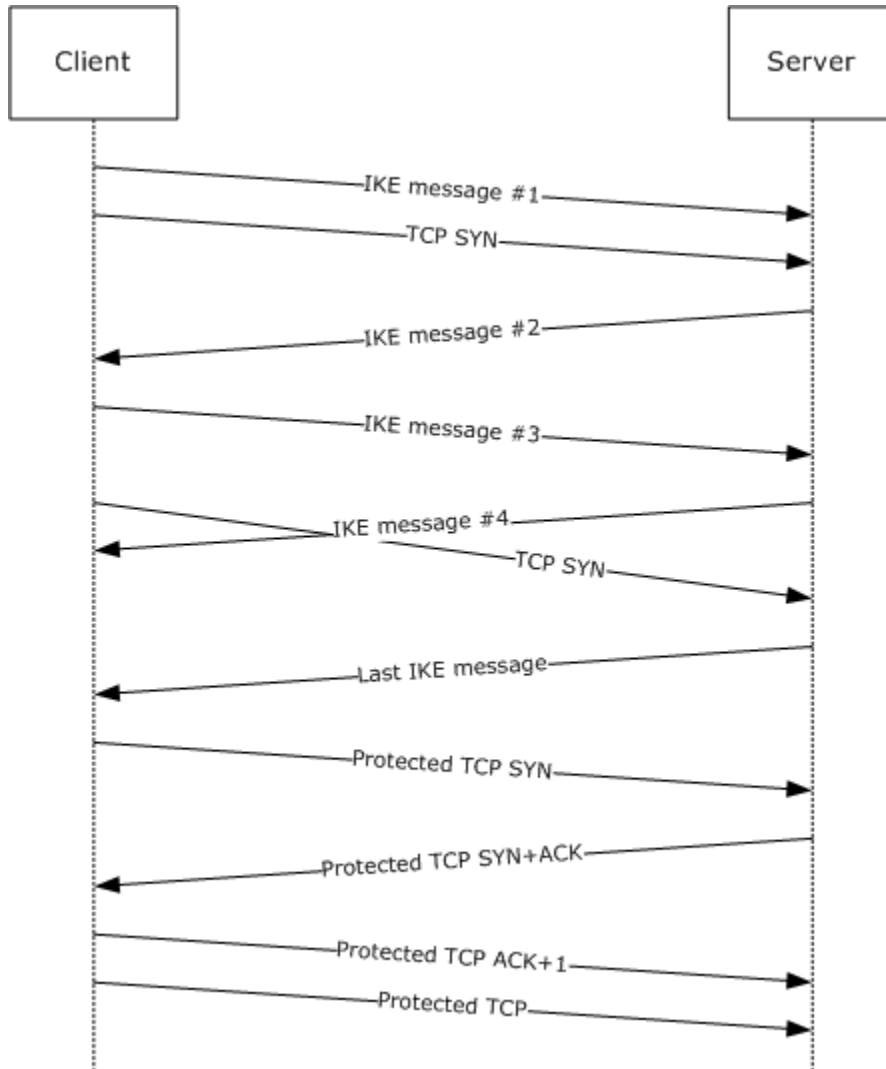 Client
Server
IKE message #1
TCP SYN
IKE message #2
IKE message #3
IKE message #4
TCP SYN
Last IKE message
Protected TCP SYN
Protected TCP SYN+ACK
Protected TCP ACK+1
Protected TCP